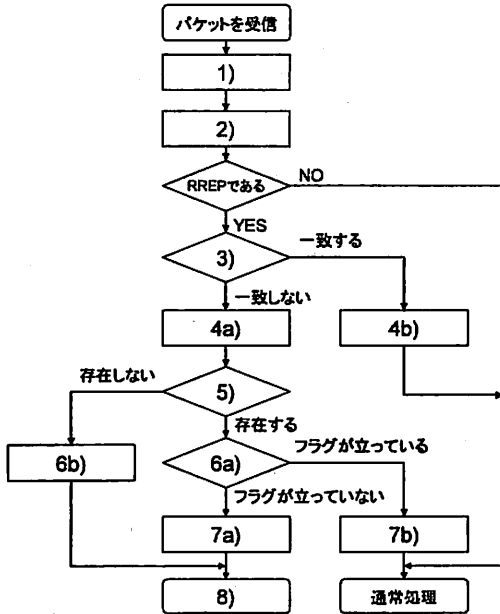 パケットを受信
1)
2)
RREPである
NO
YES
3)
一致する
一致しない
4a)
4b)
存在しない
5)
存在する
6b)
6a)
フラグが立っている
フラグが立っていない
7a)
7b)
8)
通常処理